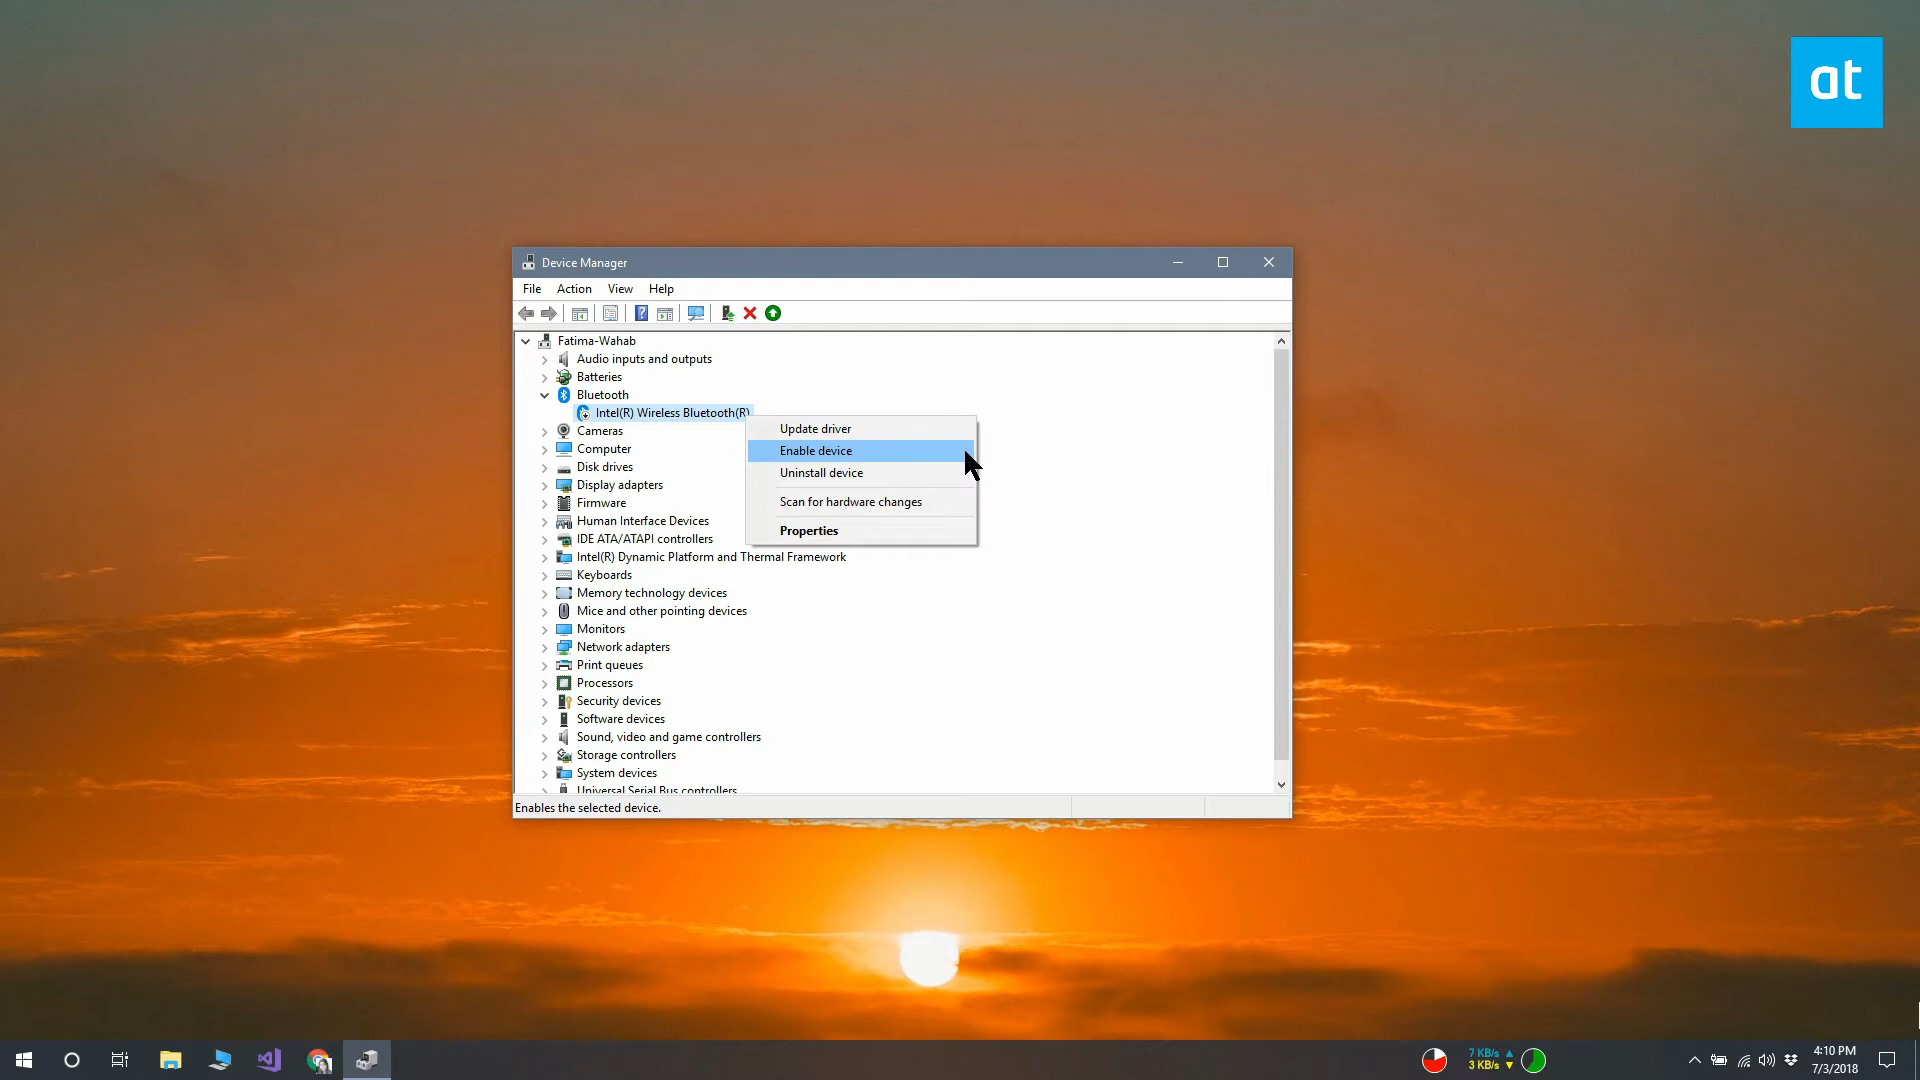 at
Device Manager
File Action View Help
Fatima-Wahab
Audio inputs and outputs
Batteries
Bluetooth
Intel(R) Wireless Bluetooth(R)
Update driver
Enable device
Uninstall device
Scan for hardware changes
Properties
Cameras
Computer
Disk drives
Display adapters
Firmware
Human Interface Devices
IDE ATA/ATAPI controllers
Intel(R) Dynamic Platform and Thermal Framework
Keyboards
Memory technology devices
Mice and other pointing devices
Monitors
Network adapters
Print queues
Processors
Security devices
Software devices
Sound, video and game controllers
Storage controllers
System devices
Universal Serial Bus controllers
Enables the selected device.
7 KB/s
3 KB/s
4:10 PM
7/3/2018